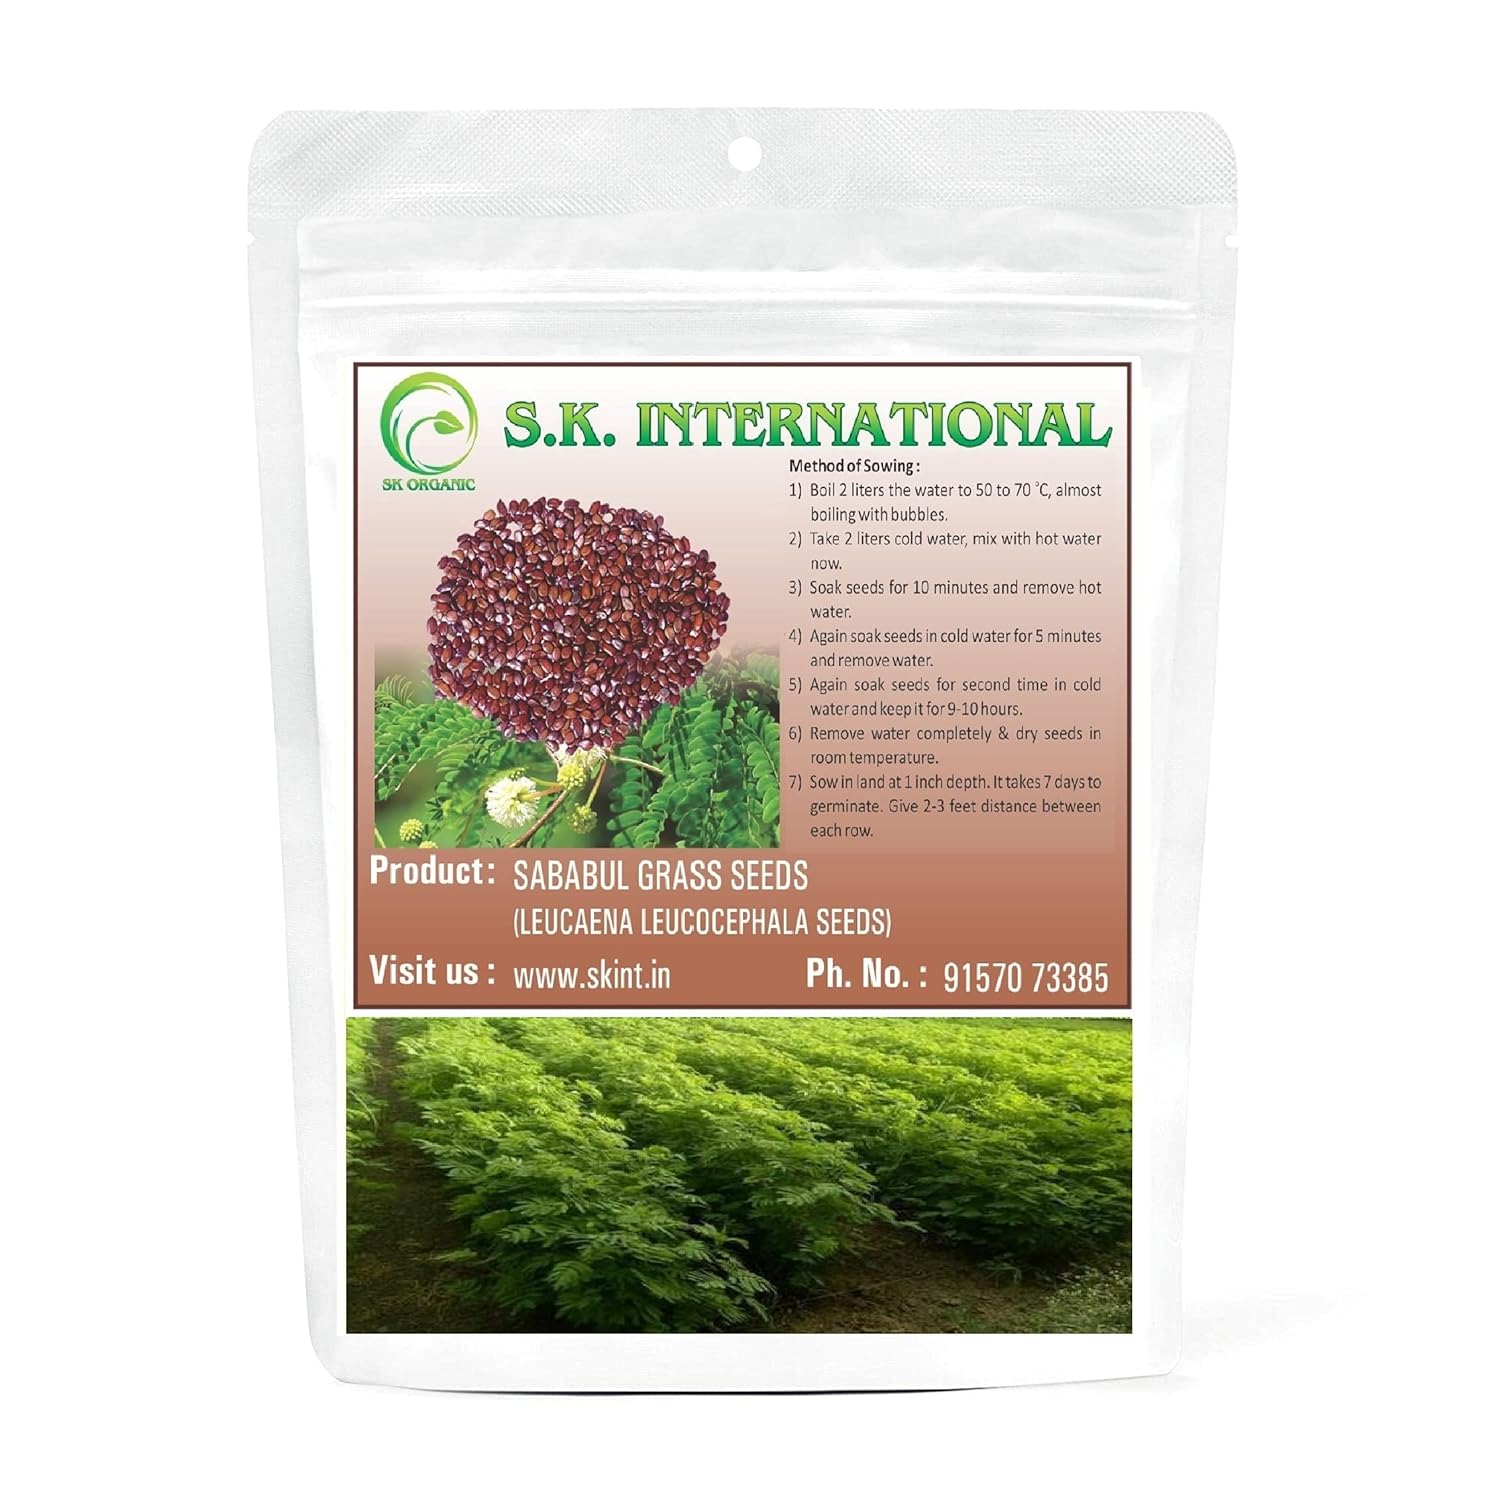 S.K. INTERNATIONAL
SK ORGANIC
Method of Sowing :
1) Boil 2 liters the water to 50 to 70 °C, almost
boiling with bubbles.
2) Take 2 liters cold water, mix with hot water
now.
3) Soak seeds for 10 minutes and remove hot
water.
4) Again soak seeds in cold water for 5 minutes
and remove water.
5) Again soak seeds for second time in cold
water and keep it for 9-10 hours.
6) Remove water completely & dry seeds in
room temperature.
7) Sow in land at 1 inch depth. It takes 7 days to
germinate. Give 2-3 feet distance between
each row.
Product: SABABUL GRASS SEEDS
(LEUCAENA LEUCOCEPHALA SEEDS)
Visit us : www.skint.in Ph. No. : 91570 73385